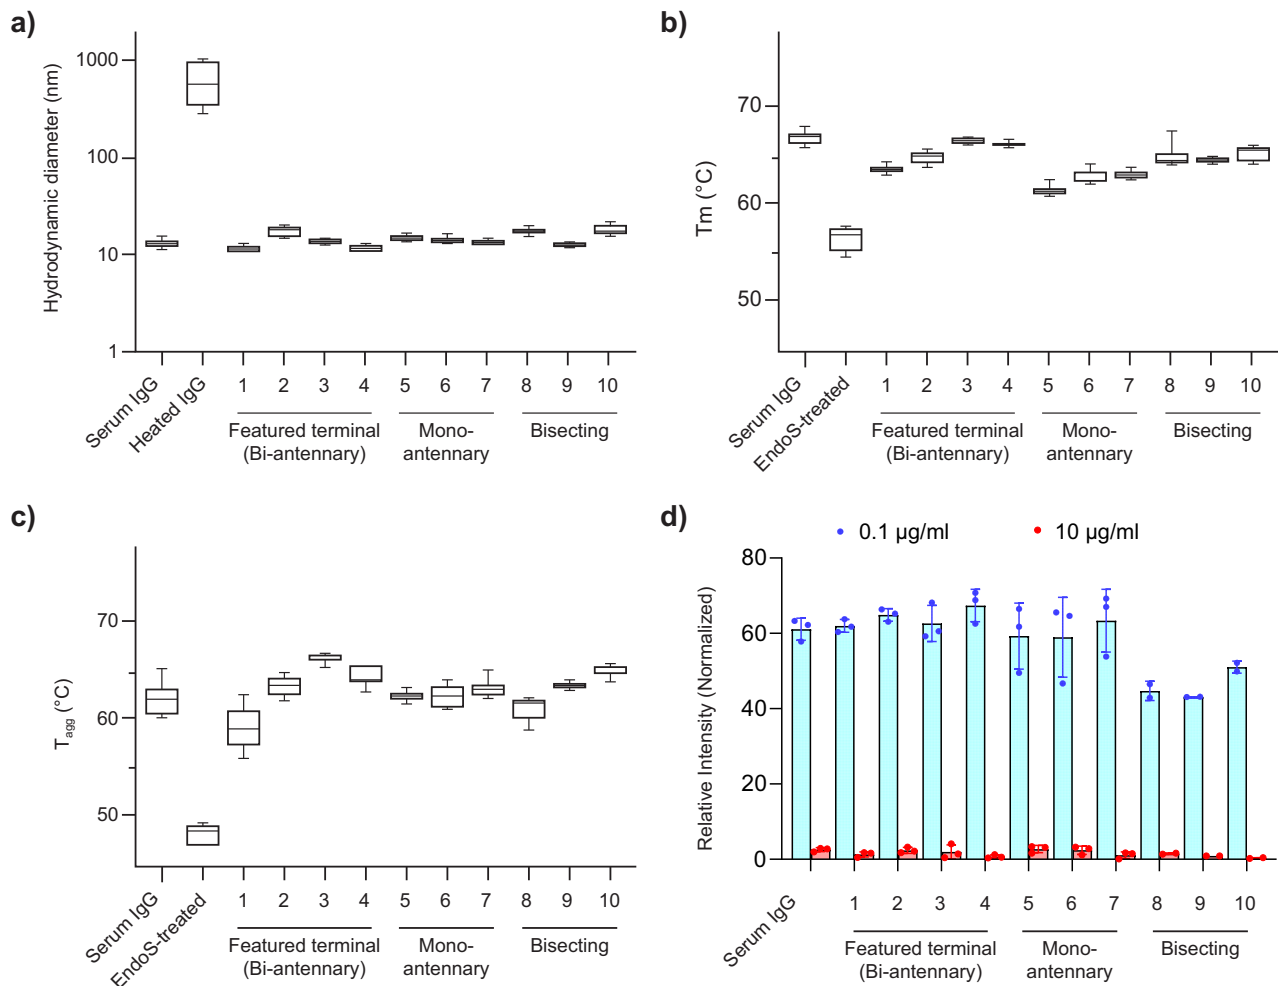 a)
Hydrodynamic diameter (nm)
1000
100
10
1
Serum IgG
Heated IgG
1 2 3 4 5 6 7 8 9 10
Featured terminal
(Bi-antennary)
Mono-
antennary
Bisecting
b)
Tm (°C)
70
60
50
Serum IgG
EndoS-treated
1 2 3 4 5 6 7 8 9 10
Featured terminal
(Bi-antennary)
Mono-
antennary
Bisecting
c)
Tagg (°C)
70
60
50
Serum IgG
EndoS-treated
1 2 3 4 5 6 7 8 9 10
Featured terminal
(Bi-antennary)
Mono-
antennary
Bisecting
d)
0.1 µg/ml 10 µg/ml
Relative Intensity (Normalized)
80
60
40
20
0
Serum IgG
1 2 3 4 5 6 7 8 9 10
Featured terminal
(Bi-antennary)
Mono-
antennary
Bisecting